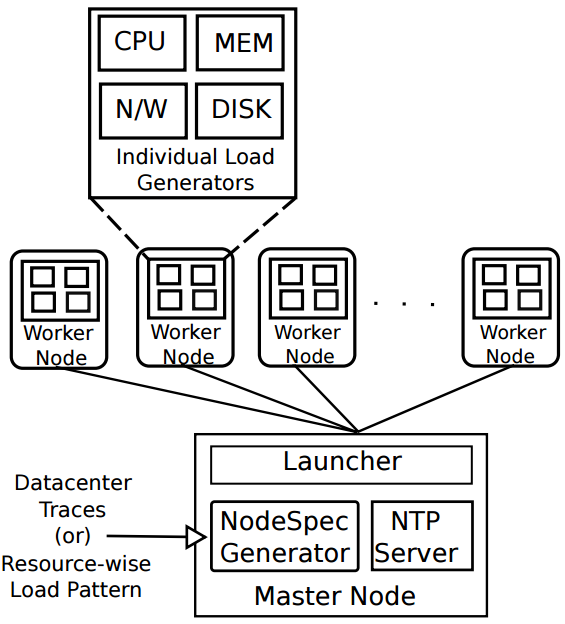 CPU
MEM
N/W
DISK
Individual Load
Generators
Worker
Node
Worker
Node
Worker
Node
. . .
Worker
Node
Launcher
Datacenter
Traces
(or)
Resource-wise
Load Pattern
NodeSpec
Generator
NTP
Server
Master Node